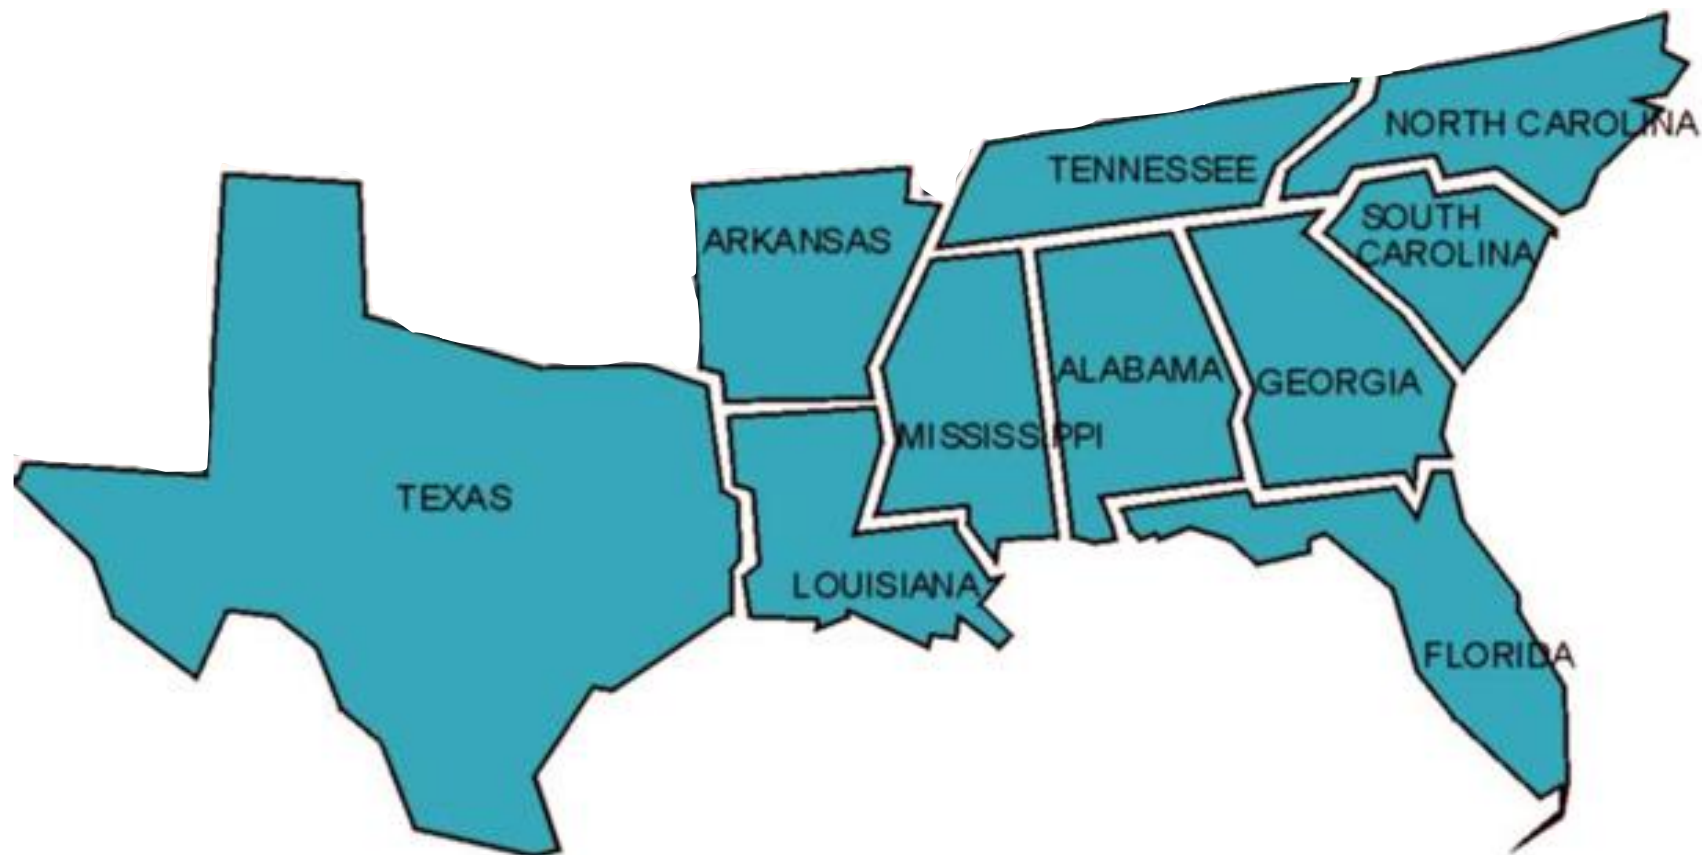 NORTH CAROLINA
TENNESSEE
SOUTH
CAROLINA
ARKANSAS
ALABAMA
GEORGIA
MISSISSIPPI
TEXAS
LOUISIANA
FLORIDA